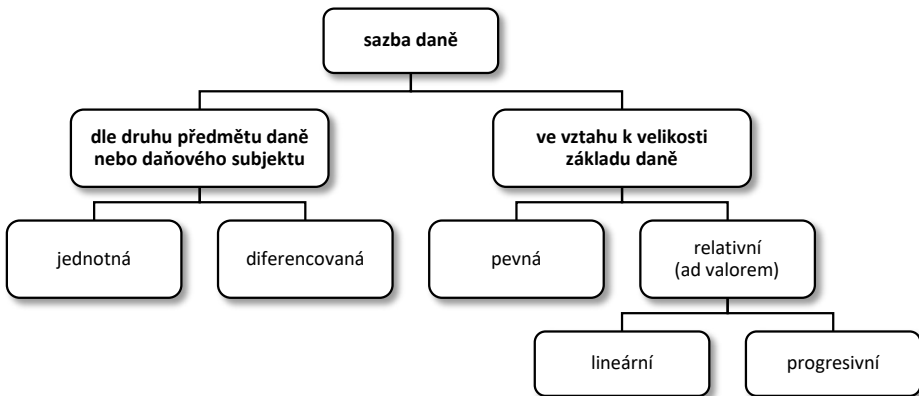 sazba daně
dle druhu předmětu daně
nebo daňového subjektu
ve vztahu k velikosti
základu daně
jednotná
diferencovaná
pevná
relativní
(ad valorem)
lineární
progresivní